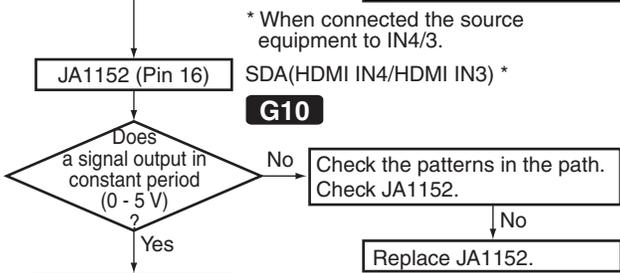 * When connected the source
equipment to IN4/3.
JA1152 (Pin 16)
SDA(HDMI IN4/HDMI IN3) *
G10
Does
a signal output in
constant period
(0 - 5 V)
?
No
Yes
Check the patterns in the path.
Check JA1152.
No
Replace JA1152.